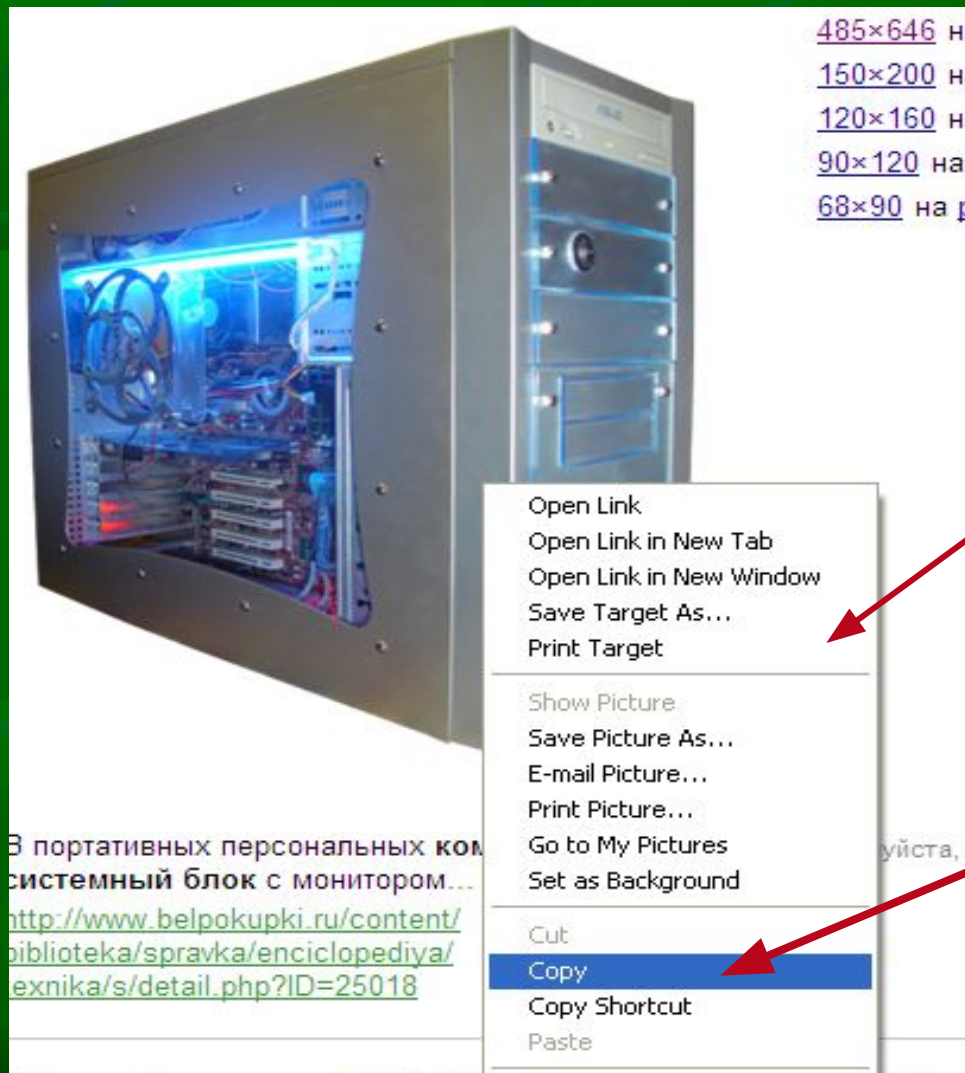 485×646 н
150×200 н
120×160 н
90×120 на
68×90 на р
Open Link
Open Link in New Tab
Open Link in New Window
Save Target As...
Print Target
Show Picture
Save Picture As...
E-mail Picture...
Print Picture...
Go to My Pictures
Set as Background
Cut
Copy
Copy Shortcut
Paste
В портативных персональных ком
уйста,
системный блок с монитором...
http://www.belpokupki.ru/content/
biblioteka/spravka/enciclopediya/
texnika/s/detail.php?ID=25018